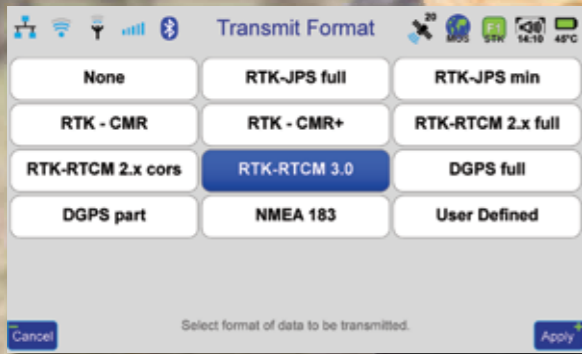 Transmit Format
20
MOS
F1
STK
14:10
45°C
None
RTK-JPS full
RTK-JPS min
RTK - CMR
RTK - CMR+
RTK-RTCM 2.x full
RTK-RTCM 2.x cors
RTK-RTCM 3.0
DGPS full
DGPS part
NMEA 183
User Defined
Select format of data to be transmitted.
Cancel
Apply